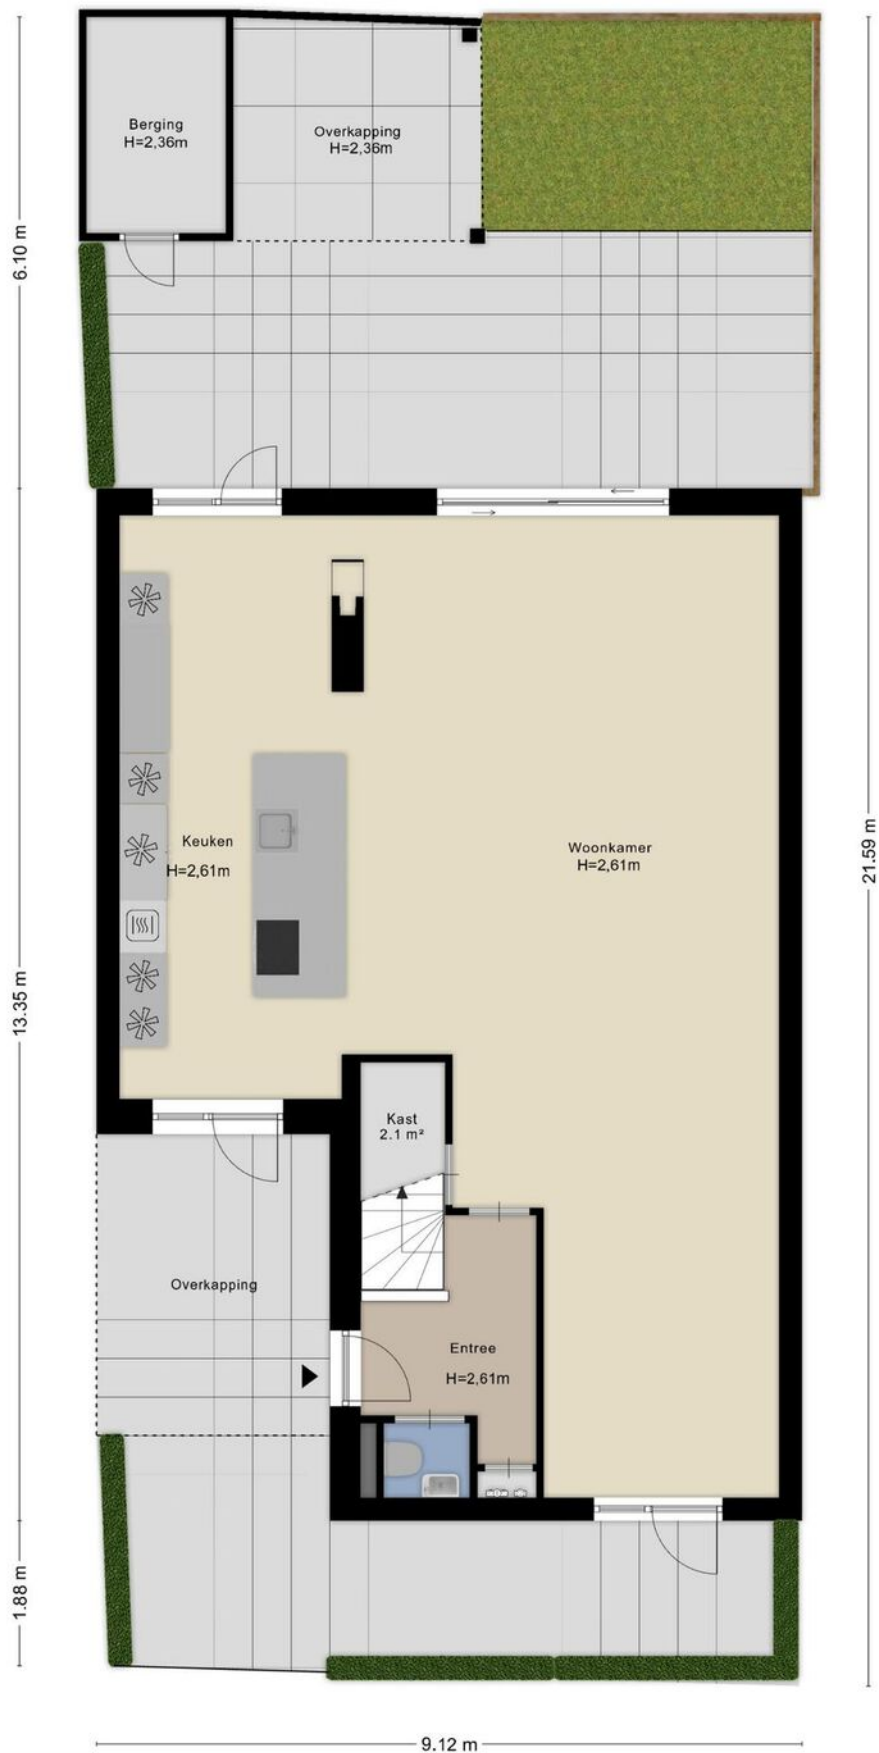 Berging
H=2,36m
Overkapping
H=2,36m
6.10 m
Keuken
H=2,61m
Woonkamer
H=2,61m
21.59 m
13.35 m
Kast
2.1 m²
Overkapping
Entree
H=2,61m
1.88 m
9.12 m